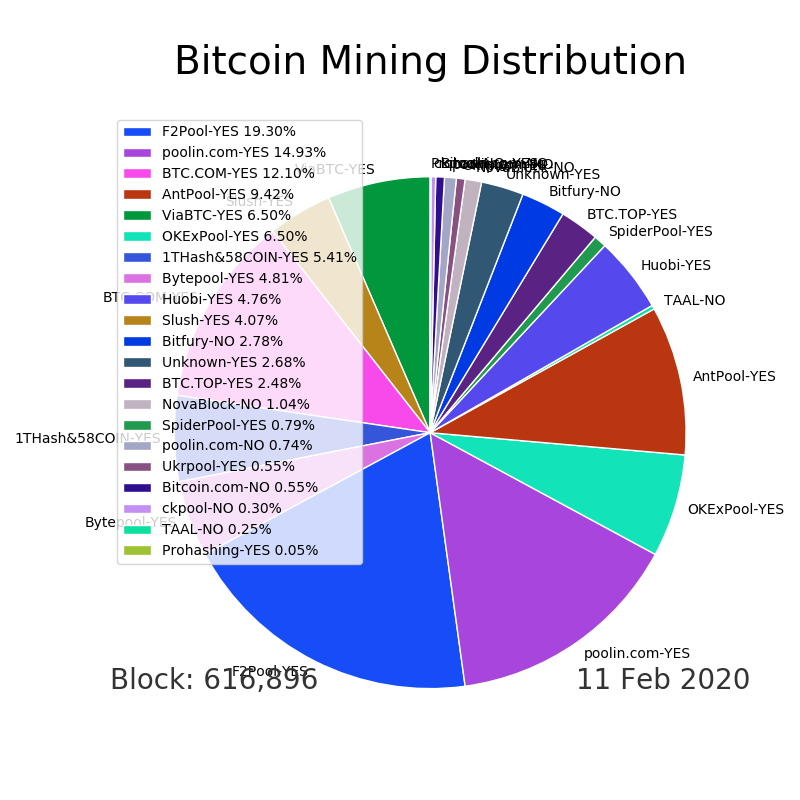 Bitcoin Mining Distribution
F2Pool-YES 19.30%
poolin.com-YES 14.93%
BTC.COM-YES 12.10%
AntPool-YES 9.42%
ViaBTC-YES 6.50%
OKExPool-YES 6.50%
1THash&58COIN-YES 5.41%
Bytepool-YES 4.81%
Huobi-YES 4.76%
Slush-YES 4.07%
Bitfury-NO 2.78%
Unknown-YES 2.68%
BTC.TOP-YES 2.48%
NovaBlock-NO 1.04%
SpiderPool-YES 0.79%
poolin.com-NO 0.74%
Ukrpool-YES 0.55%
Bitcoin.com-NO 0.55%
ckpool-NO 0.30%
TAAL-NO 0.25%
Prohashing-YES 0.05%
ViaBTC-YES
Slush-YES
1THash&58COIN-YES
Bytepool-YES
F2Pool-YES
Unknown-YES
Bitfury-NO
BTC.TOP-YES
SpiderPool-YES
Huobi-YES
TAAL-NO
AntPool-YES
OKExPool-YES
poolin.com-YES
Block: 616,896
11 Feb 2020